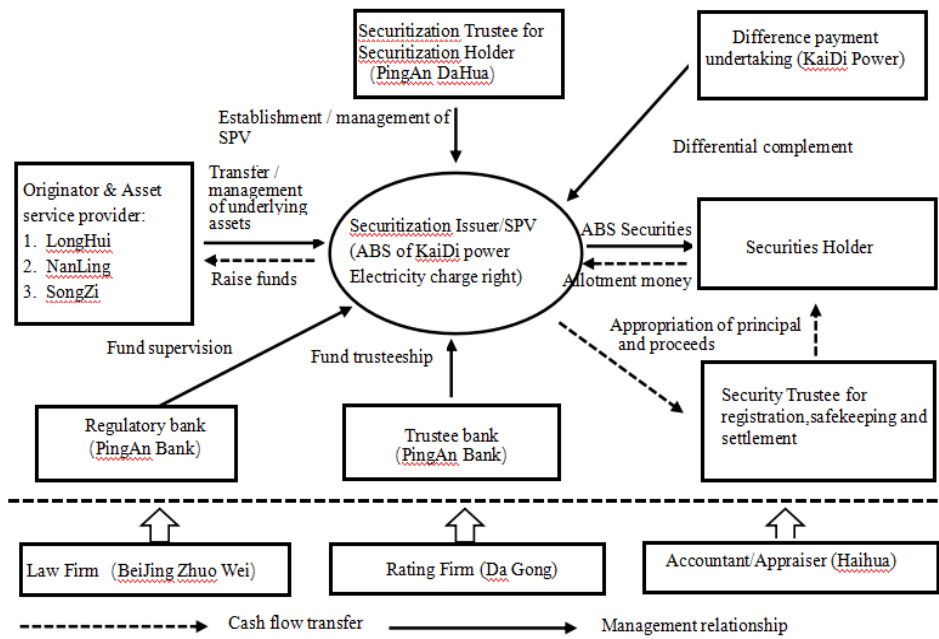 Securitization Trustee for
Securitization Holder
(PingAn DaHua)
Difference payment
undertaking (KaiDi Power)
Establishment / management of
SPV
Differential complement
Originator & Asset
service provider:
1. LongHui
2. NanLing
3. SongZi
Transfer /
management
of underlying
assets
Raise funds
Securitization Issuer/SPV
(ABS of KaiDi power
Electricity charge right)
ABS Securities
Allotment money
Securities Holder
Fund supervision
Fund trusteeship
Appropriation of principal
and proceeds
Regulatory bank
(PingAn Bank)
Trustee bank
(PingAn Bank)
Security Trustee for
registration,safekeeping and
settlement
Law Firm (BeiJing Zhuo Wei)
Rating Firm (Da Gong)
Accountant/Appraiser (Haihua)
Cash flow transfer
Management relationship